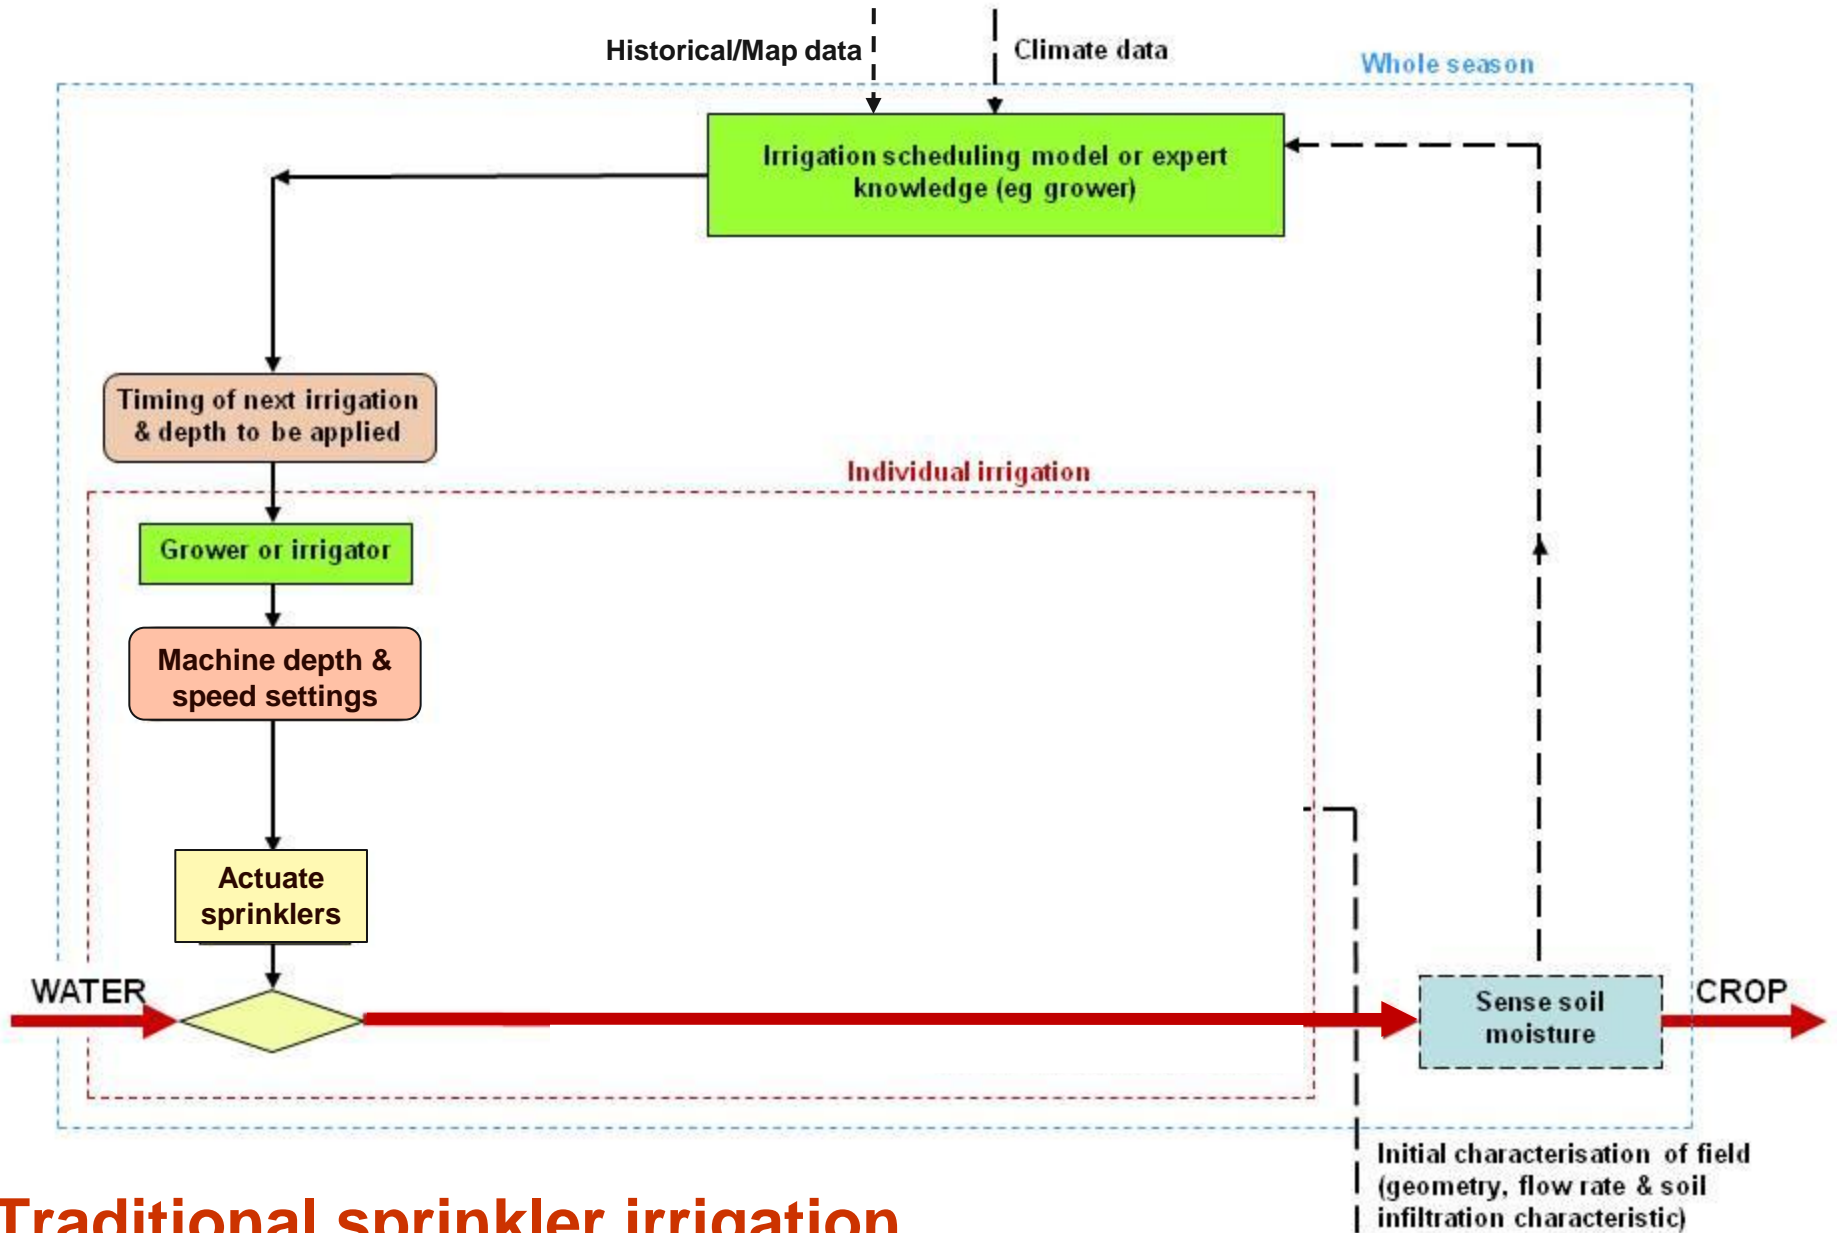 Historical/Map data
Climate data
Whole season
Irrigation scheduling model or expert
knowledge (eg grower)
Timing of next irrigation
& depth to be applied
Individual irrigation
Grower or irrigator
Machine depth &
speed settings
Actuate
sprinklers
WATER
Sense soil
moisture
CROP
Initial characterisation of field
(geometry, flow rate & soil
infiltration characteristic)
Traditional sprinkler irrigation